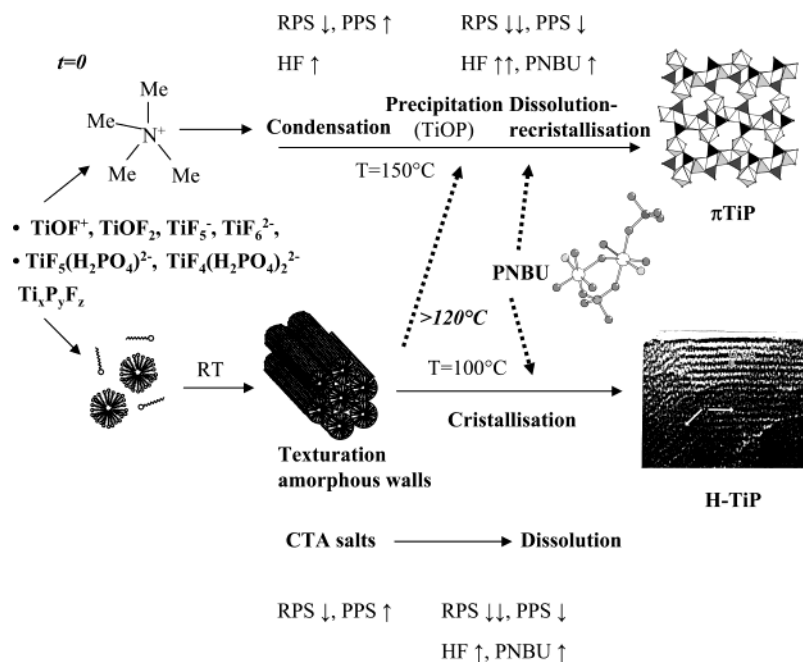 RPS ↓, PPS ↑
RPS ↓↓, PPS ↓
t=0
HF ↑
HF ↑↑, PNBU ↑
Me
Me
N⁺
Me
Me
Condensation
Precipitation
(TiOP)
Dissolution-
recristallisation
T=150°C
πTiP
• TiOF⁺, TiOF₂, TiF₅⁻, TiF₆²⁻,
• TiF₅(H₂PO₄)²⁻, TiF₄(H₂PO₄)₂²⁻
TiₓPᵧF_z
PNBU
>120°C
RT
T=100°C
Cristallisation
Texturation
amorphous walls
H-TiP
CTA salts
Dissolution
RPS ↓, PPS ↑
RPS ↓↓, PPS ↓
HF ↑, PNBU ↑